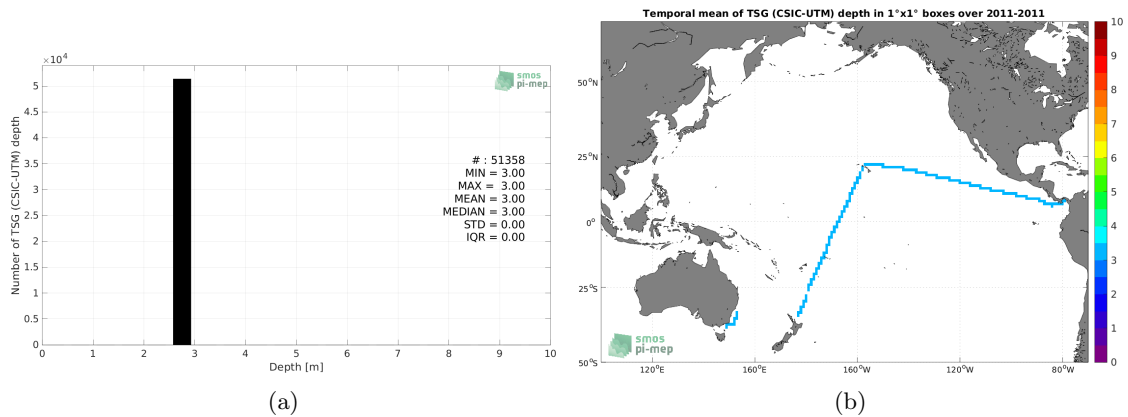 ×10⁴
5
4.5
4
3.5
3
2.5
2
1.5
1
0.5
0
Number of TSG (CSIC-UTM) depth
smos
pi-mep
# : 51358
MIN = 3.00
MAX = 3.00
MEAN = 3.00
MEDIAN = 3.00
STD = 0.00
IQR = 0.00
0 1 2 3 4 5 6 7 8 9 10
Depth [m]
(a)
Temporal mean of TSG (CSIC-UTM) depth in 1°x1° boxes over 2011-2011
50°N
25°N
0°
25°S
50°S
smos
pi-mep
120°W 160°W 160°W 120°W 80°W
10
9
8
7
6
5
4
3
2
1
0
(b)